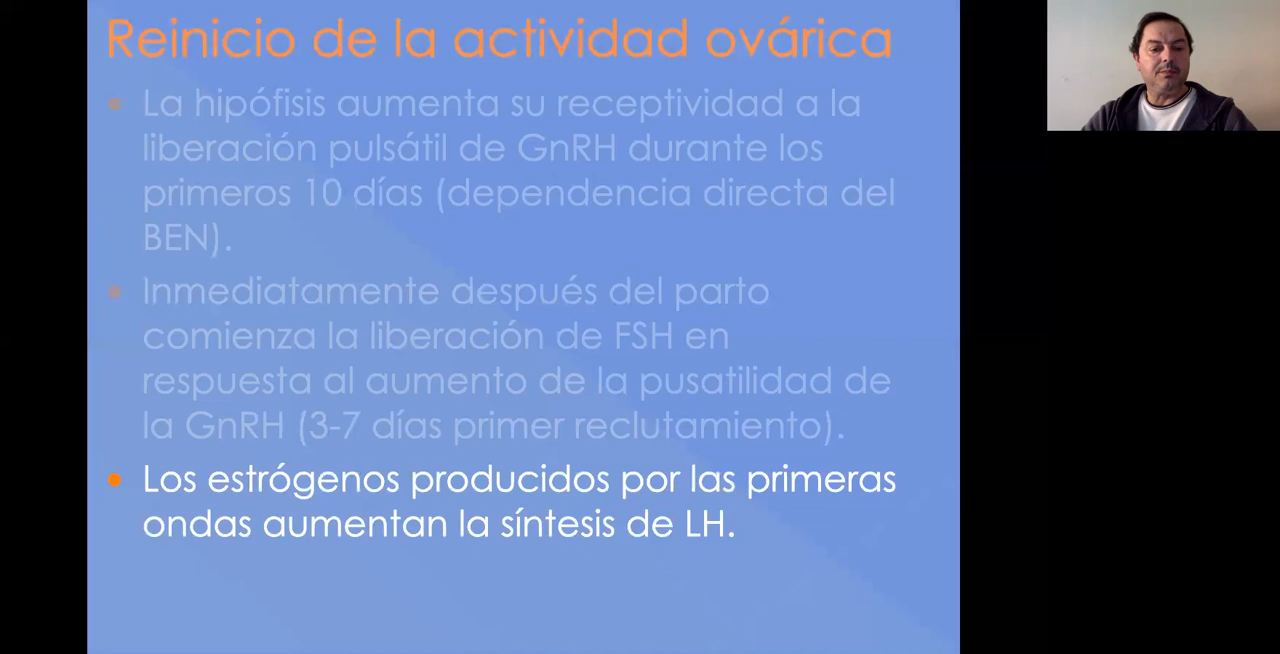 Reinicio de la actividad ovárica
• La hipófisis aumenta su receptividad a la
liberación pulsátil de GnRH durante los
primeros 10 días (dependencia directa del
BEN).
• Inmediatamente después del parto
comienza la liberación de FSH en
respuesta al aumento de la pusatilidad de
la GnRH (3-7 días primer reclutamiento).
• Los estrógenos producidos por las primeras
ondas aumentan la síntesis de LH.